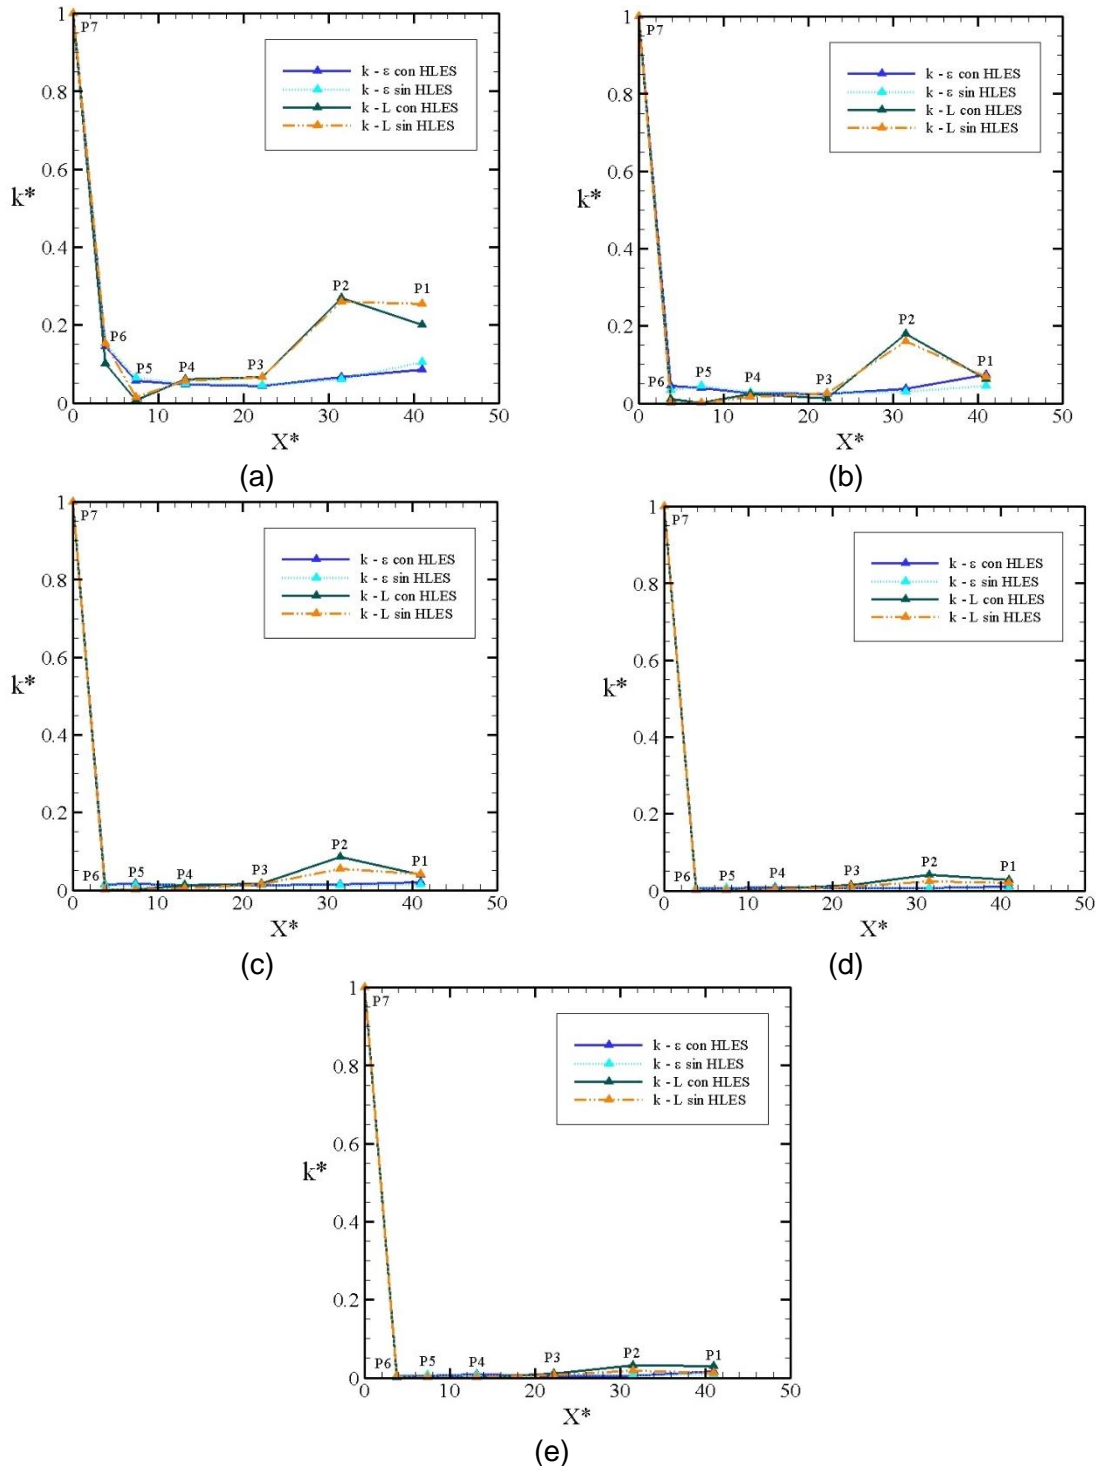 1
0.8
0.6
k*
0.4
0.2
0
0 10 20 30 40 50
X*
P7
P6
P5
P4
P3
P2
P1
k - ε con HLES
k - ε sin HLES
k - L con HLES
k - L sin HLES
(a)
1
0.8
0.6
k*
0.4
0.2
0
0 10 20 30 40 50
X*
P7
P6
P5
P4
P3
P2
P1
k - ε con HLES
k - ε sin HLES
k - L con HLES
k - L sin HLES
(b)
1
0.8
0.6
k*
0.4
0.2
0
0 10 20 30 40 50
X*
P7
P6
P5
P4
P3
P2
P1
k - ε con HLES
k - ε sin HLES
k - L con HLES
k - L sin HLES
(c)
1
0.8
0.6
k*
0.4
0.2
0
0 10 20 30 40 50
X*
P7
P6
P5
P4
P3
P2
P1
k - ε con HLES
k - ε sin HLES
k - L con HLES
k - L sin HLES
(d)
1
0.8
0.6
k*
0.4
0.2
0
0 10 20 30 40 50
X*
P7
P6
P5
P4
P3
P2
P1
k - ε con HLES
k - ε sin HLES
k - L con HLES
k - L sin HLES
(e)